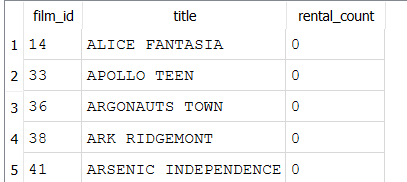 film_id title rental_count
1 14 ALICE FANTASIA 0
2 33 APOLLO TEEN 0
3 36 ARGONAUTS TOWN 0
4 38 ARK RIDGEMONT 0
5 41 ARSENIC INDEPENDENCE 0